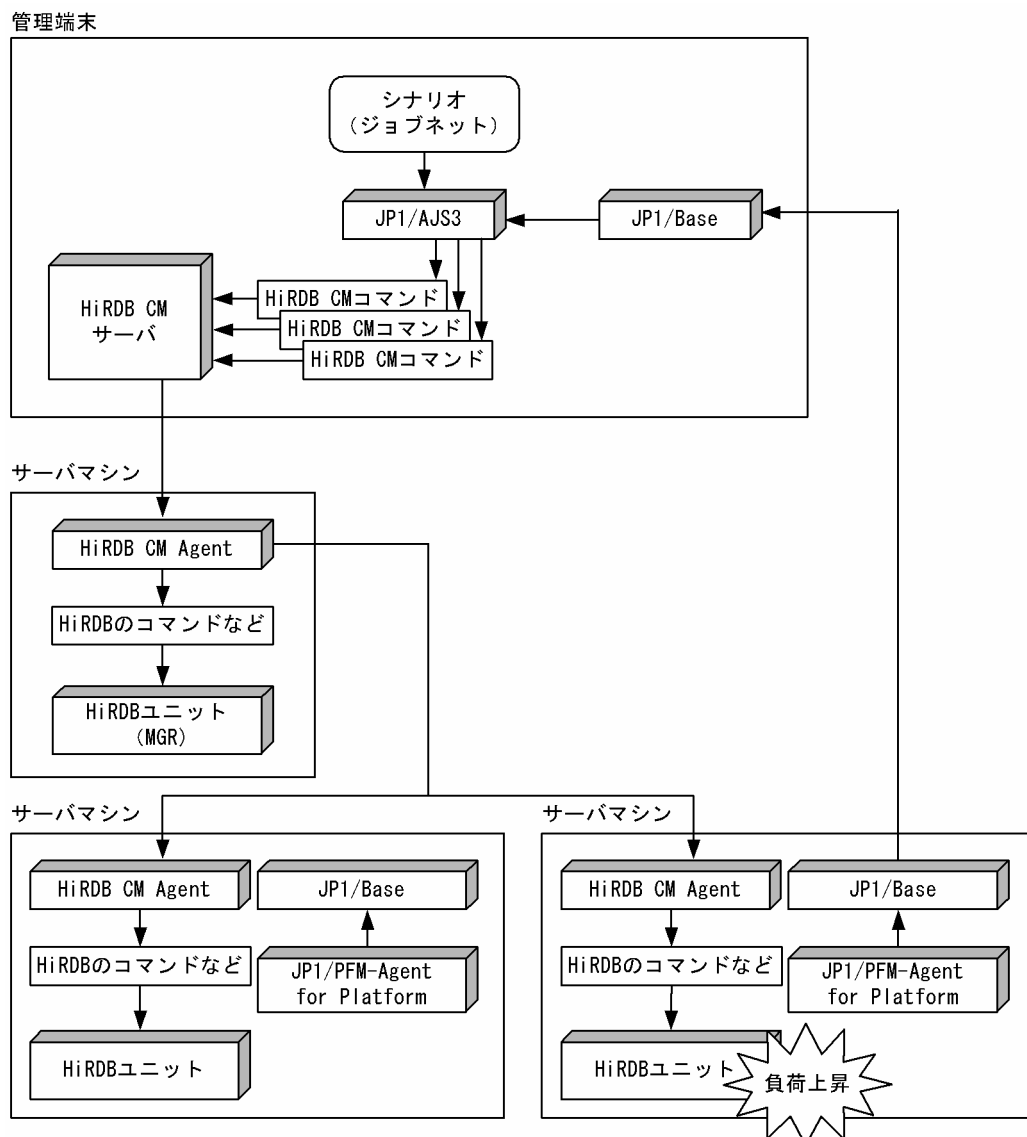 管理端末
シナリオ
(ジョブネット)
JP1/AJS3
JP1/Base
HiRDB CM
サーバ
HiRDB CMコマンド
HiRDB CMコマンド
HiRDB CMコマンド
サーバマシン
HiRDB CM Agent
HiRDBのコマンドなど
HiRDBユニット
(MGR)
サーバマシン
HiRDB CM Agent
JP1/Base
HiRDBのコマンドなど
JP1/PFM-Agent
for Platform
HiRDBユニット
サーバマシン
HiRDB CM Agent
JP1/Base
HiRDBのコマンドなど
JP1/PFM-Agent
for Platform
HiRDBユニット
負荷上昇